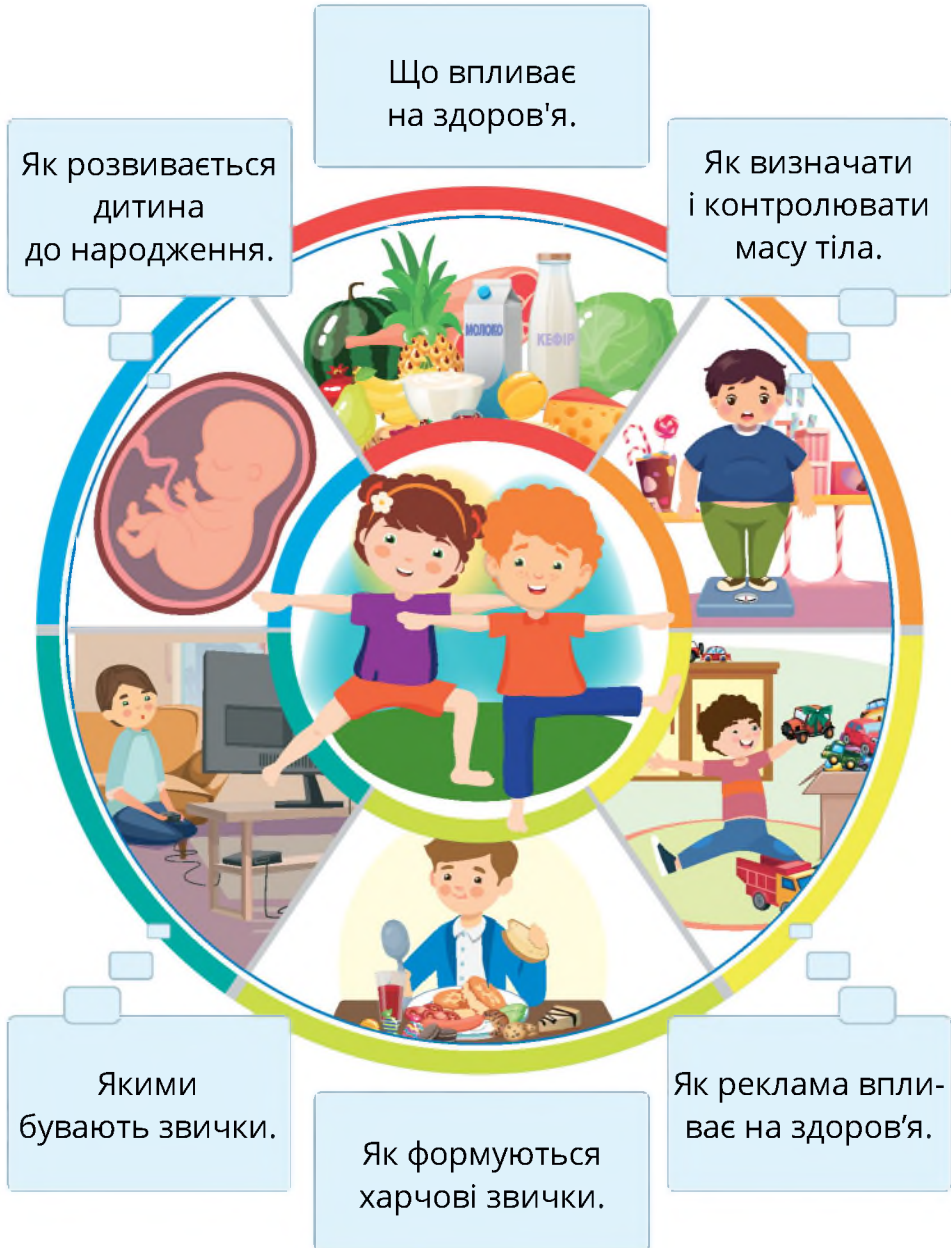 Що впливає
на здоров'я.
Як розвивається
дитина
до народження.
Як визначати
і контролювати
масу тіла.
МОЛОКО
КЕФІР
Якими
бувають звички.
Як формуються
харчові звички.
Як реклама впли-
ває на здоров’я.